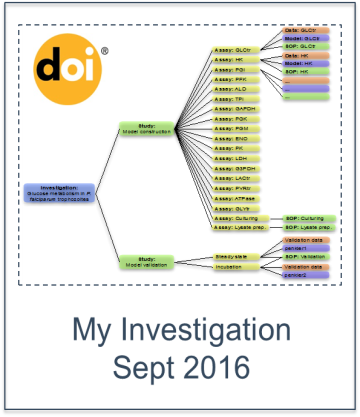 doi®
Investigation:
Glucose metabolism in P.
falciparum trophozoites
Study:
Model construction
Study:
Model validation
Assay: GLCtr
Assay: HK
Assay: PGI
Assay: PFK
Assay: ALD
Assay: TPI
Assay: GAPDH
Assay: PGK
Assay: PGM
Assay: ENO
Assay: PK
Assay: LDH
Assay: G3PDH
Assay: LACtr
Assay: PYRtr
Assay: ATPase
Assay: GLYtr
Assay: Culturing
Assay: Lysate prep.
Steady state
Incubation
Data: GLCtr
Model: GLCtr
SOP: GLCtr
Data: HK
Model: HK
SOP: HK
...
...
...
SOP: Culturing
SOP: Lysate prep.
Validation data
penkler1
SOP: Validation
Validation data
penkler2
My Investigation
Sept 2016